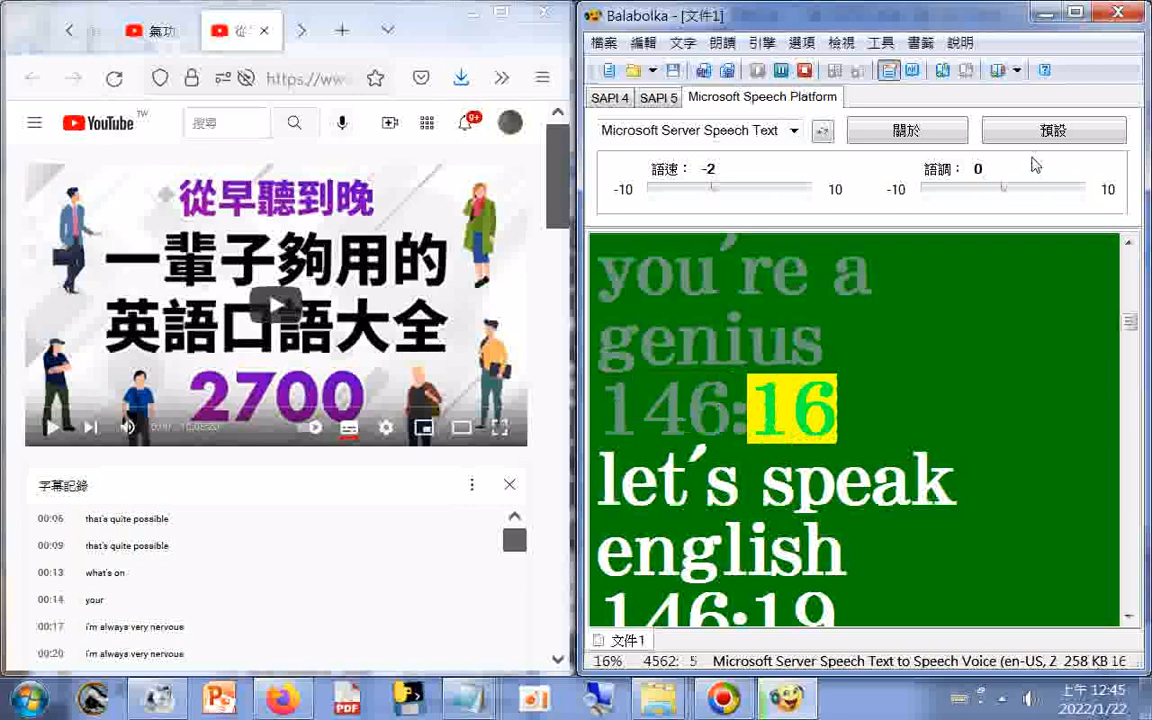 氣功
從
https://www.
YouTube TW
搜尋
9+
從早聽到晚
一輩子夠用的
英語口語大全
2700
字幕記錄
00:06 that's quite possible
00:09 that's quite possible
00:13 what's on
00:14 your
00:17 i'm always very nervous
00:20 i'm always very nervous
Balabolka - [文件1]
檔案 編輯 文字 朗讀 引擎 選項 檢視 工具 書籤 說明
SAPI 4 SAPI 5 Microsoft Speech Platform
Microsoft Server Speech Text +? 關於 預設
語速： -2 語調： 0
-10 10 -10 10
you're a
genius
146:16
let's speak
english
146:19
文件1
16% 4562: 5 Microsoft Server Speech Text to Speech Voice (en-US, Z 258 KB 16
上午 12:45
2022/1/22